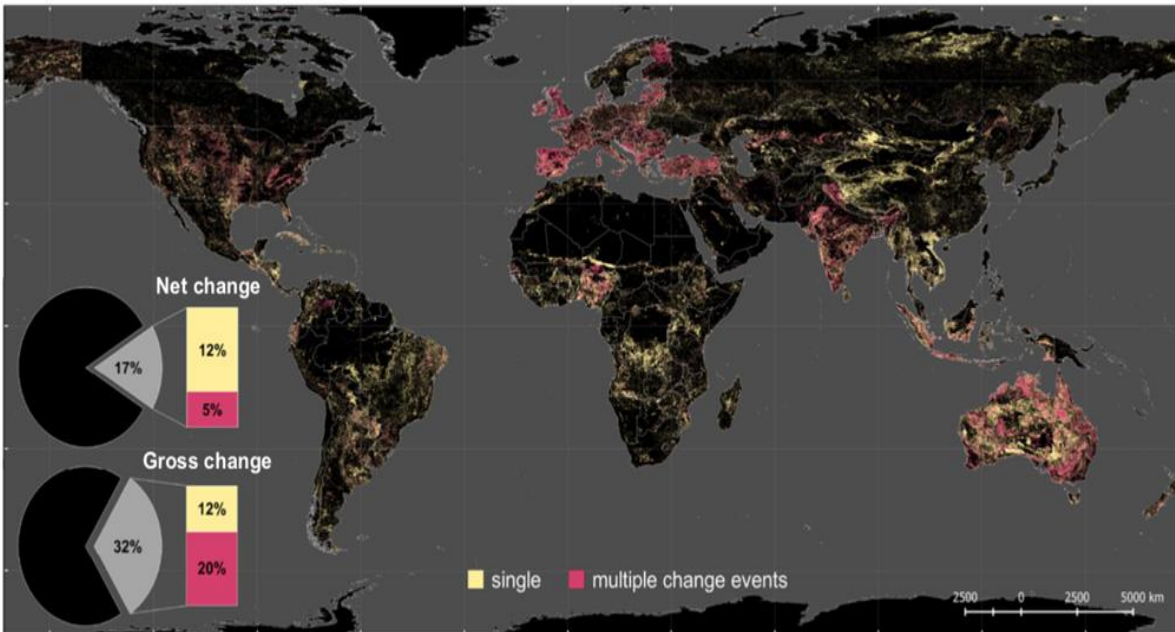 Net change
17%
12%
5%
Gross change
32%
12%
20%
single
multiple change events
2500 0 2500 5000 km